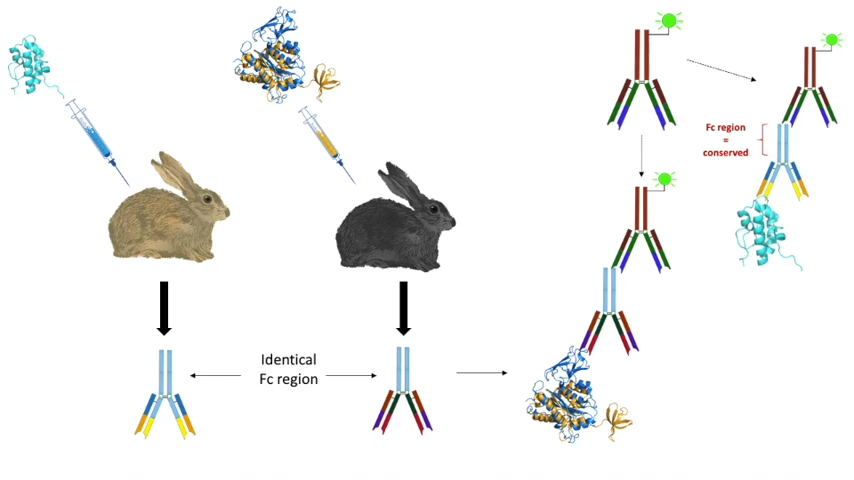 Fc region
=
conserved
Identical
Fc region